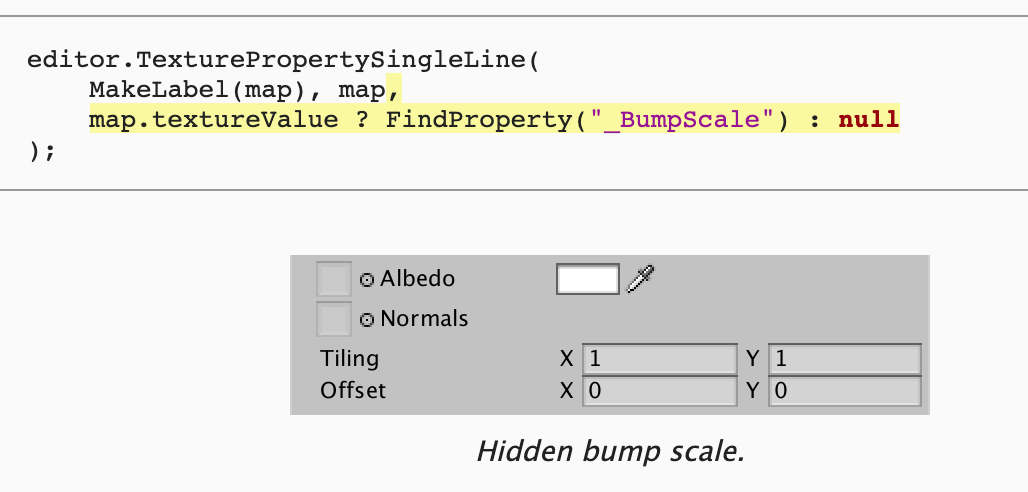 editor.TexturePropertySingleLine(
MakeLabel(map), map,
map.textureValue ? FindProperty("_BumpScale") : null
);
Albedo
Normals
Tiling X 1 Y 1
Offset X 0 Y 0
Hidden bump scale.